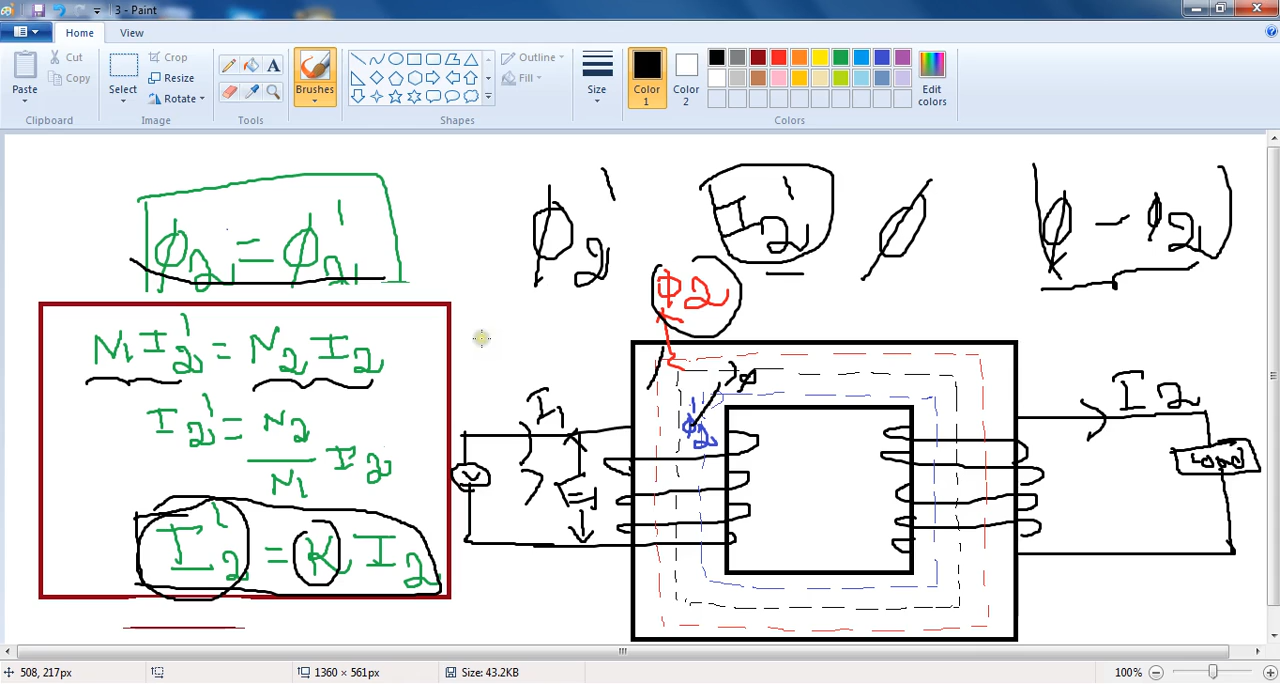 3 - Paint
Home View
Paste
Cut
Copy
Clipboard
Select
Crop
Resize
Rotate
Image
Tools
Brushes
Shapes
Outline
Fill
Size
Color 1
Color 2
Edit colors
Colors
ϕ2 = ϕ2'
ϕ2'
I2'
ϕ
ϕ - ϕ2
ϕ2
N1 I2' = N2 I2
I2' = N2/N1 I2
I2' = K I2
I1
V
E1
ϕ
ϕ2'
I2
Load
508, 217px
1360 × 561px
Size: 43.2KB
100%